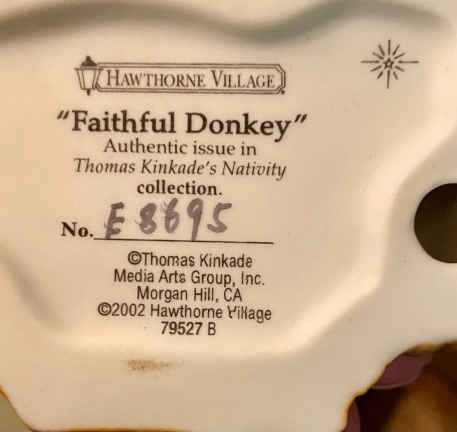 HAWTHORNE VILLAGE
"Faithful Donkey"
Authentic issue in
Thomas Kinkade's Nativity
collection.
No. E 8695
©Thomas Kinkade
Media Arts Group, Inc.
Morgan Hill, CA
©2002 Hawthorne Village
79527 B